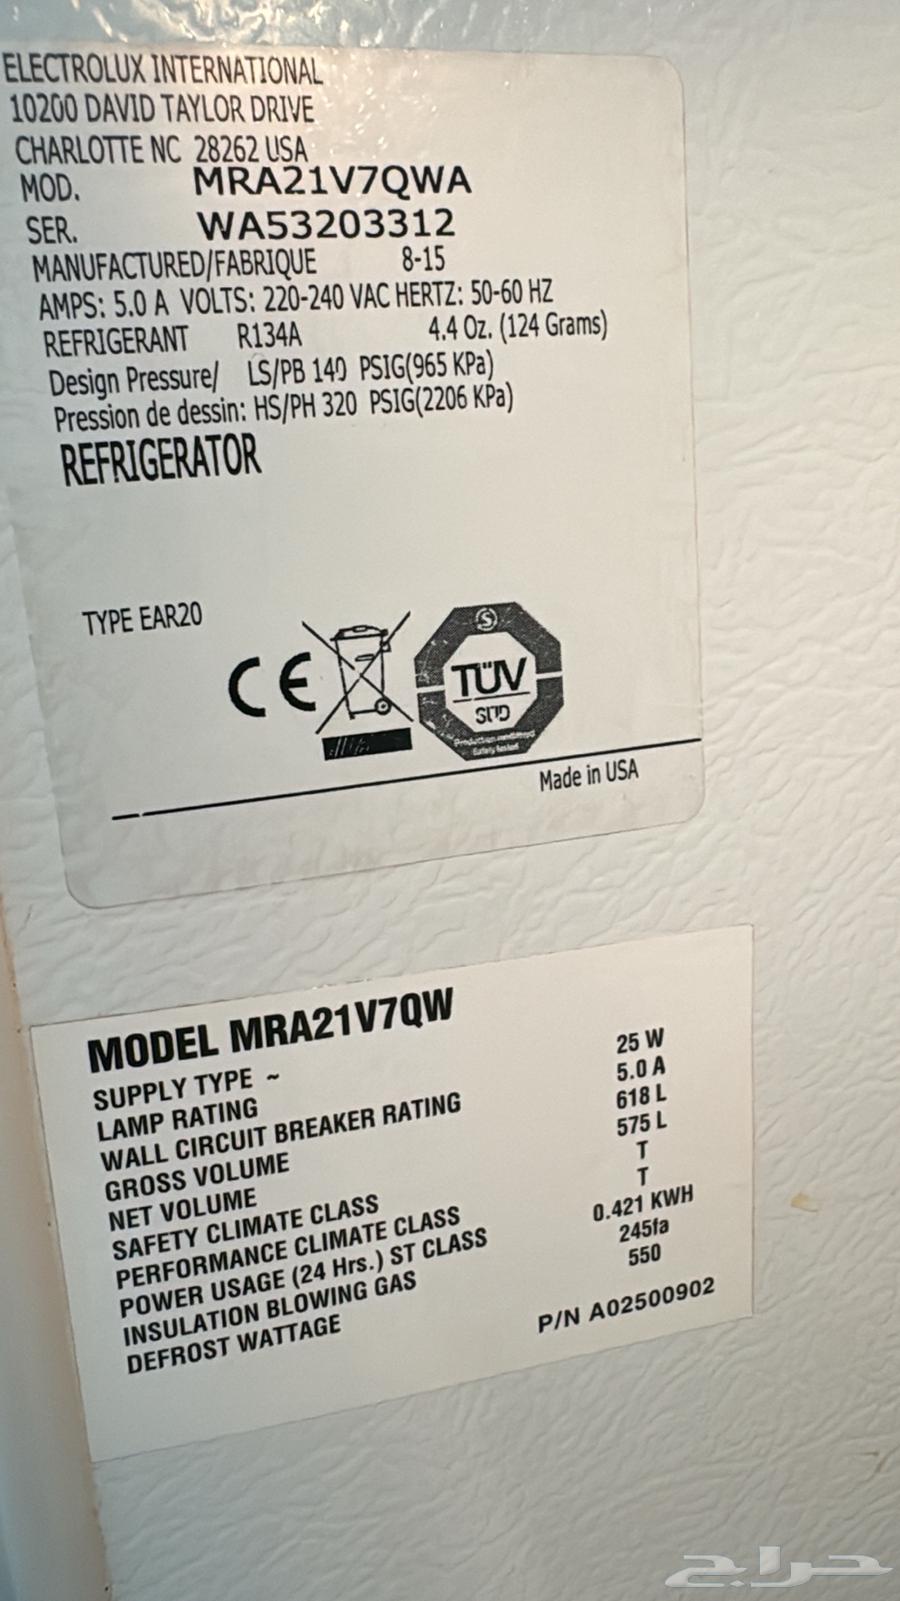 ELECTROLUX INTERNATIONAL
10200 DAVID TAYLOR DRIVE
CHARLOTTE NC 28262 USA
MOD. MRA21V7QWA
SER. WA53203312
MANUFACTURED/FABRIQUE 8-15
AMPS: 5.0 A VOLTS: 220-240 VAC HERTZ: 50-60 HZ
REFRIGERANT R134A 4.4 Oz. (124 Grams)
Design Pressure/ LS/PB 140 PSIG(965 KPa)
Pression de dessin: HS/PH 320 PSIG(2206 KPa)
REFRIGERATOR
TYPE EAR20
CE
TÜV
SÜD
Production monitored
Safety tested
Made in USA
MODEL MRA21V7QW
SUPPLY TYPE ~
LAMP RATING 25 W
WALL CIRCUIT BREAKER RATING 5.0 A
GROSS VOLUME 618 L
NET VOLUME 575 L
SAFETY CLIMATE CLASS T
PERFORMANCE CLIMATE CLASS T
POWER USAGE (24 Hrs.) ST CLASS 0.421 KWH
INSULATION BLOWING GAS 245fa
DEFROST WATTAGE 550
P/N A02500902
حراج